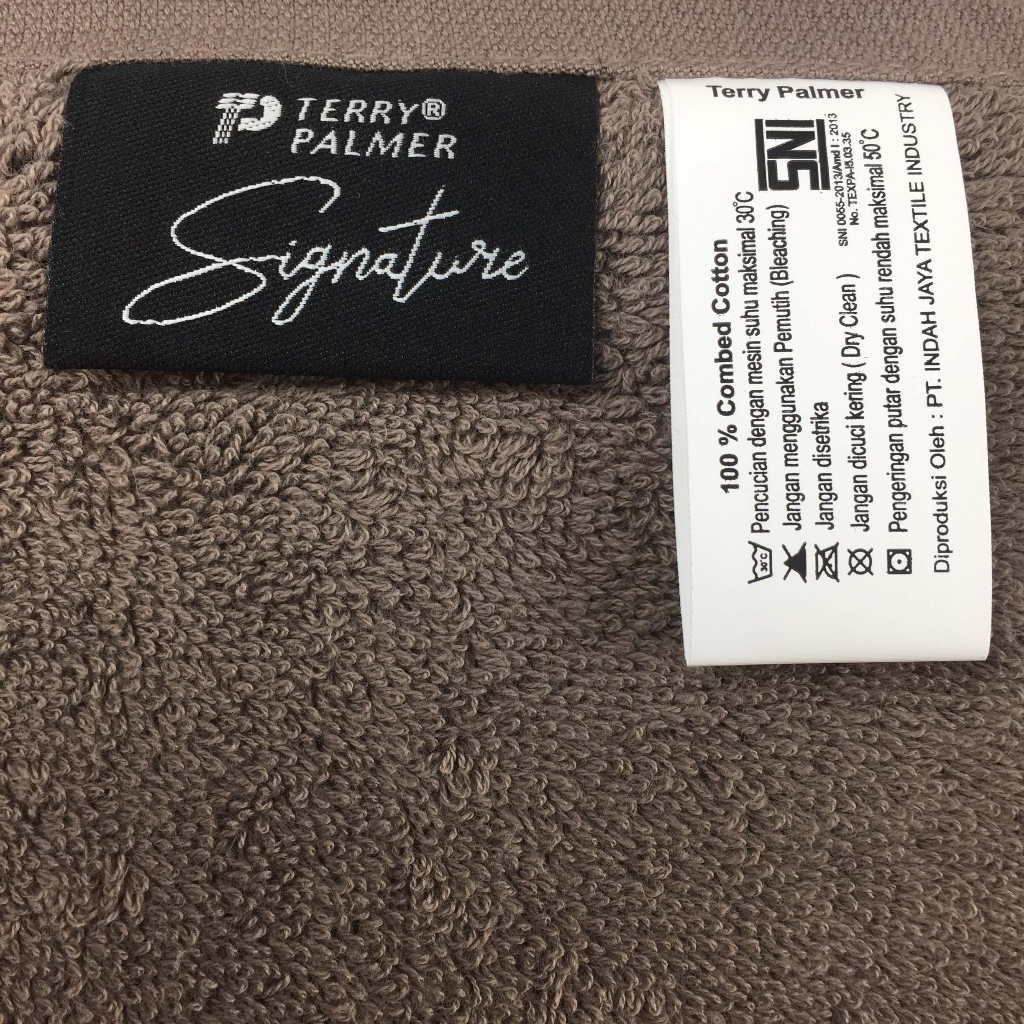 TERRY®
PALMER
Signature
Terry Palmer
SNI
SNI 0055-2013/Amd I : 2013
No. TEXPA-I6.03.35
100 % Combed Cotton
30°C
Pencucian dengan mesin suhu maksimal 30°C
Jangan menggunakan Pemutih (Bleaching)
Jangan disetrika
Jangan dicuci kering ( Dry Clean )
Pengeringan putar dengan suhu rendah maksimal 50°C
Diproduksi Oleh : PT. INDAH JAYA TEXTILE INDUSTRY